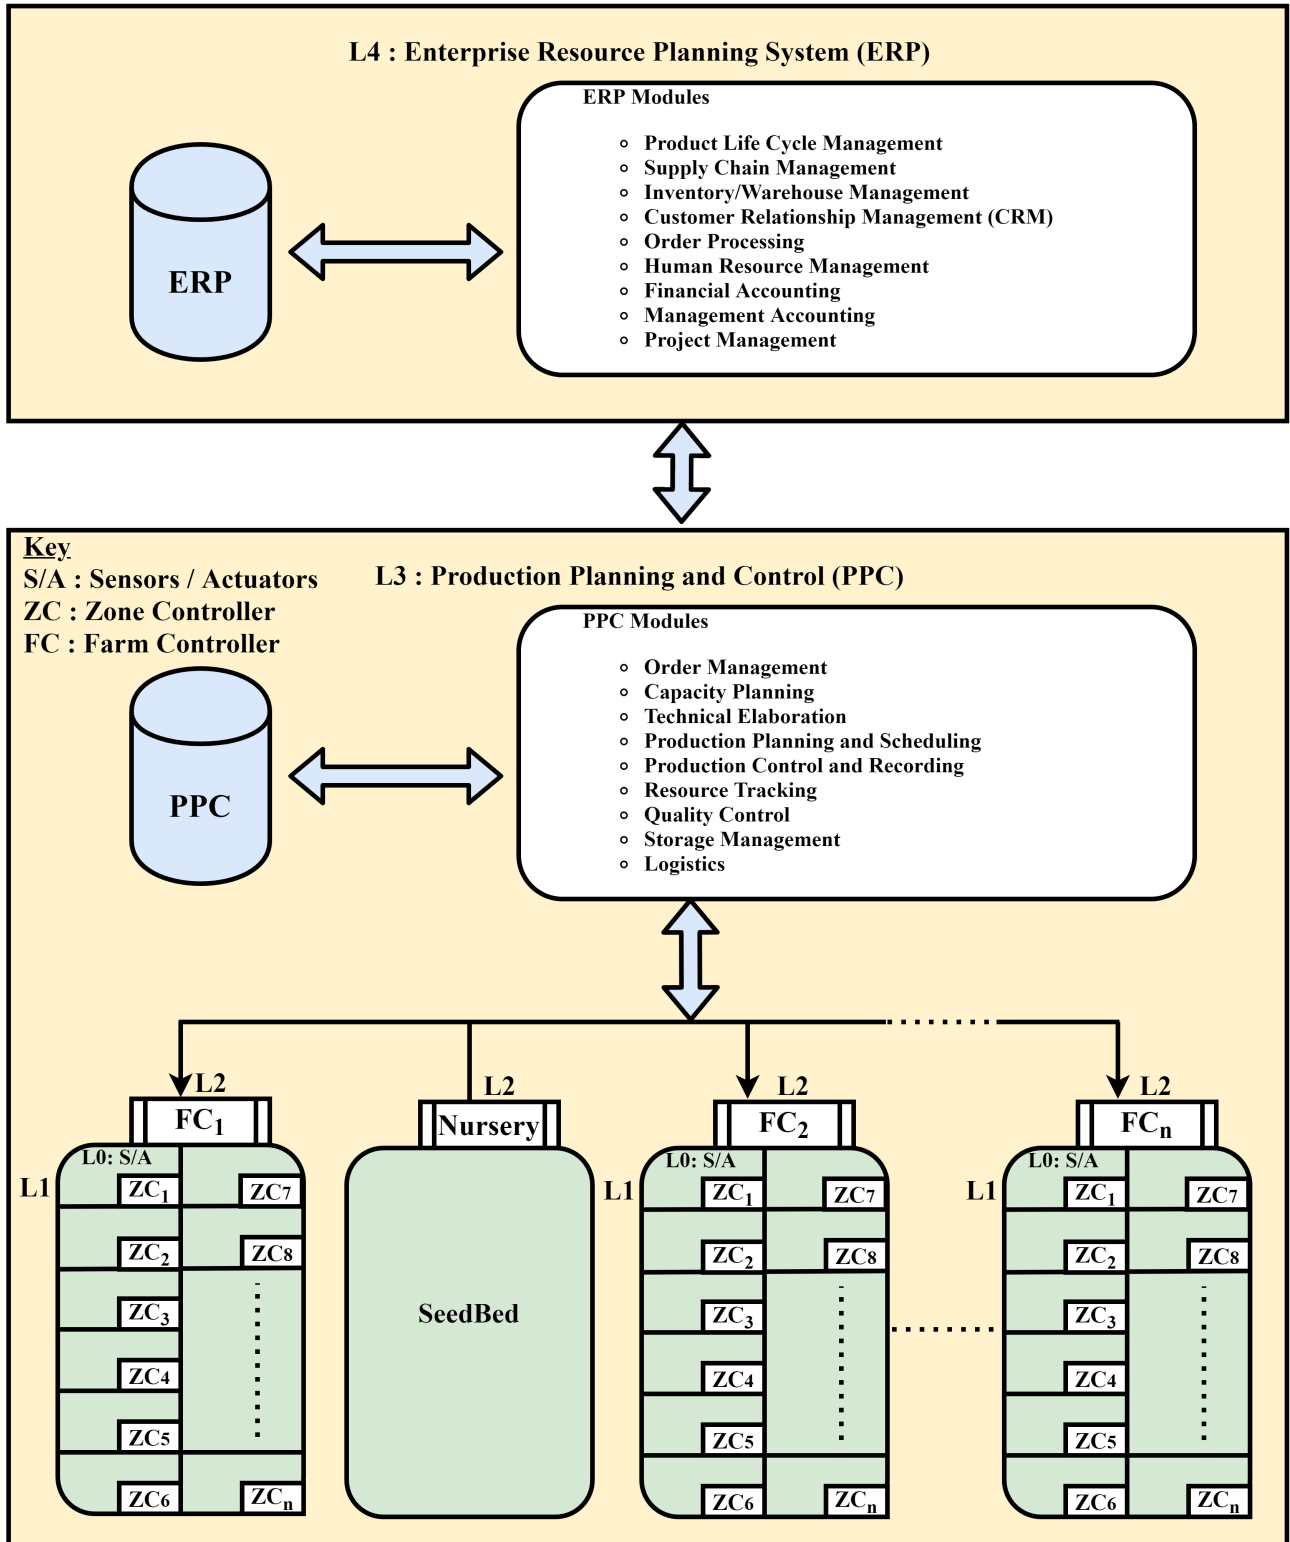 L4 : Enterprise Resource Planning System (ERP)
ERP Modules
Product Life Cycle Management
Supply Chain Management
Inventory/Warehouse Management
Customer Relationship Management (CRM)
Order Processing
Human Resource Management
Financial Accounting
Management Accounting
Project Management
ERP
Key
S/A : Sensors / Actuators
ZC : Zone Controller
FC : Farm Controller
L3 : Production Planning and Control (PPC)
PPC Modules
Order Management
Capacity Planning
Technical Elaboration
Production Planning and Scheduling
Production Control and Recording
Resource Tracking
Quality Control
Storage Management
Logistics
PPC
L2
FC1
L0: S/A
L1
ZC1
ZC7
ZC2
ZC8
ZC3
ZC4
ZC5
ZC6
ZCn
L2
Nursery
SeedBed
L2
FC2
L0: S/A
L1
ZC1
ZC7
ZC2
ZC8
ZC3
ZC4
ZC5
ZC6
ZCn
L2
FCn
L0: S/A
L1
ZC1
ZC7
ZC2
ZC8
ZC3
ZC4
ZC5
ZC6
ZCn